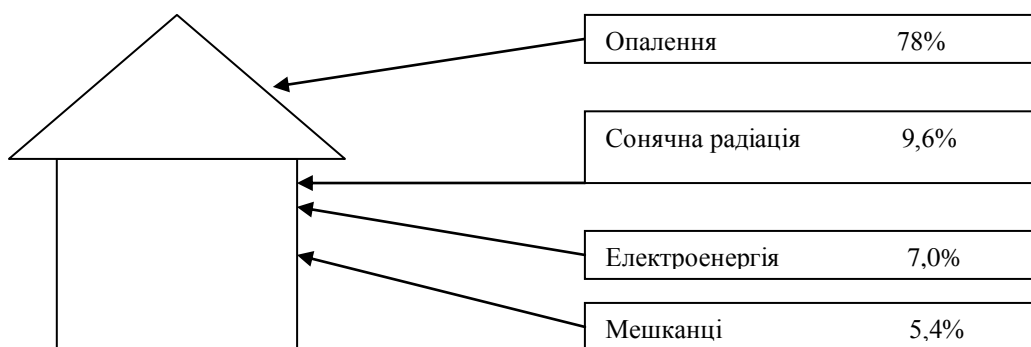 Опалення 78%
Сонячна радіація 9,6%
Електроенергія 7,0%
Мешканці 5,4%